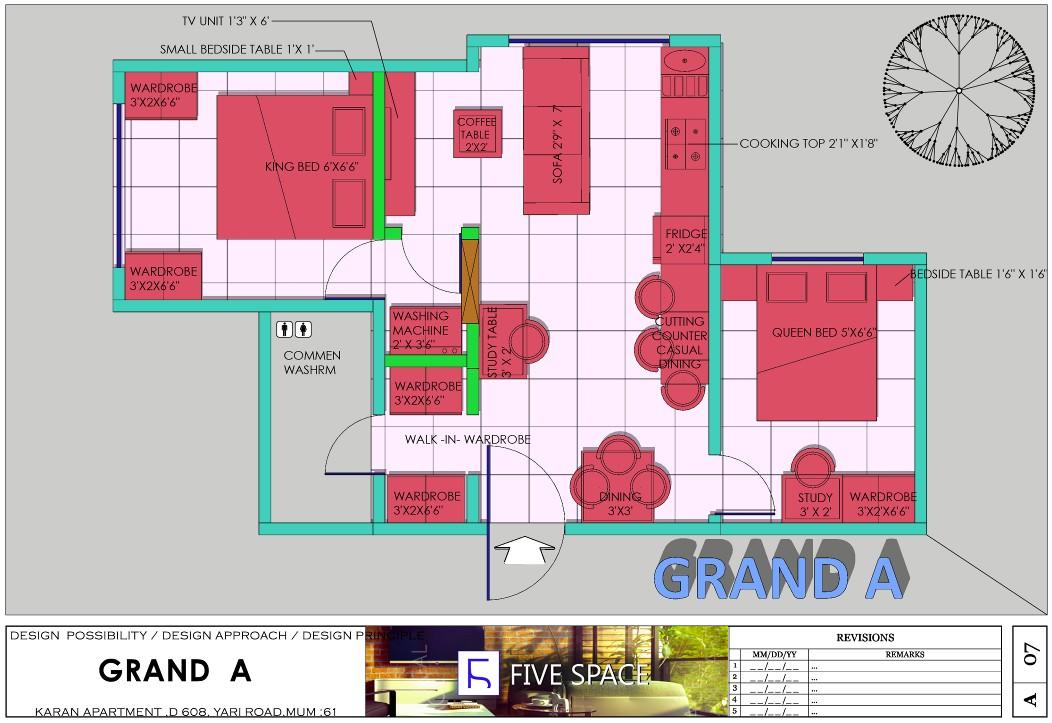 TV UNIT 1'3" X 6'
SMALL BEDSIDE TABLE 1'X 1'
WARDROBE
3'X2X6'6"
KING BED 6'X6'6"
COFFEE
TABLE
2'X2'
SOFA 2'9" X 7'
COOKING TOP 2'1" X1'8"
FRIDGE
2' X2'4"
WARDROBE
3'X2X6'6"
BEDSIDE TABLE 1'6" X 1'6"
WASHING
MACHINE
2' X 3'6"
STUDY TABLE
3' X 2'
CUTTING
COUNTER
CASUAL
DINING
QUEEN BED 5'X6'6"
COMMEN
WASHRM
WARDROBE
3'X2X6'6"
WALK -IN- WARDROBE
WARDROBE
3'X2X6'6"
DINING
3'X3'
STUDY
3' X 2'
WARDROBE
3'X2'X6'6"
GRAND A
DESIGN POSSIBILITY / DESIGN APPROACH / DESIGN PRINCIPLE
GRAND A
KARAN APARTMENT ,D 608, YARI ROAD,MUM :61
FIVE SPACE
REVISIONS
MM/DD/YY REMARKS
1 __/__/__ ...
2 __/__/__ ...
3 __/__/__ ...
4 __/__/__ ...
5 __/__/__ ...
07
A